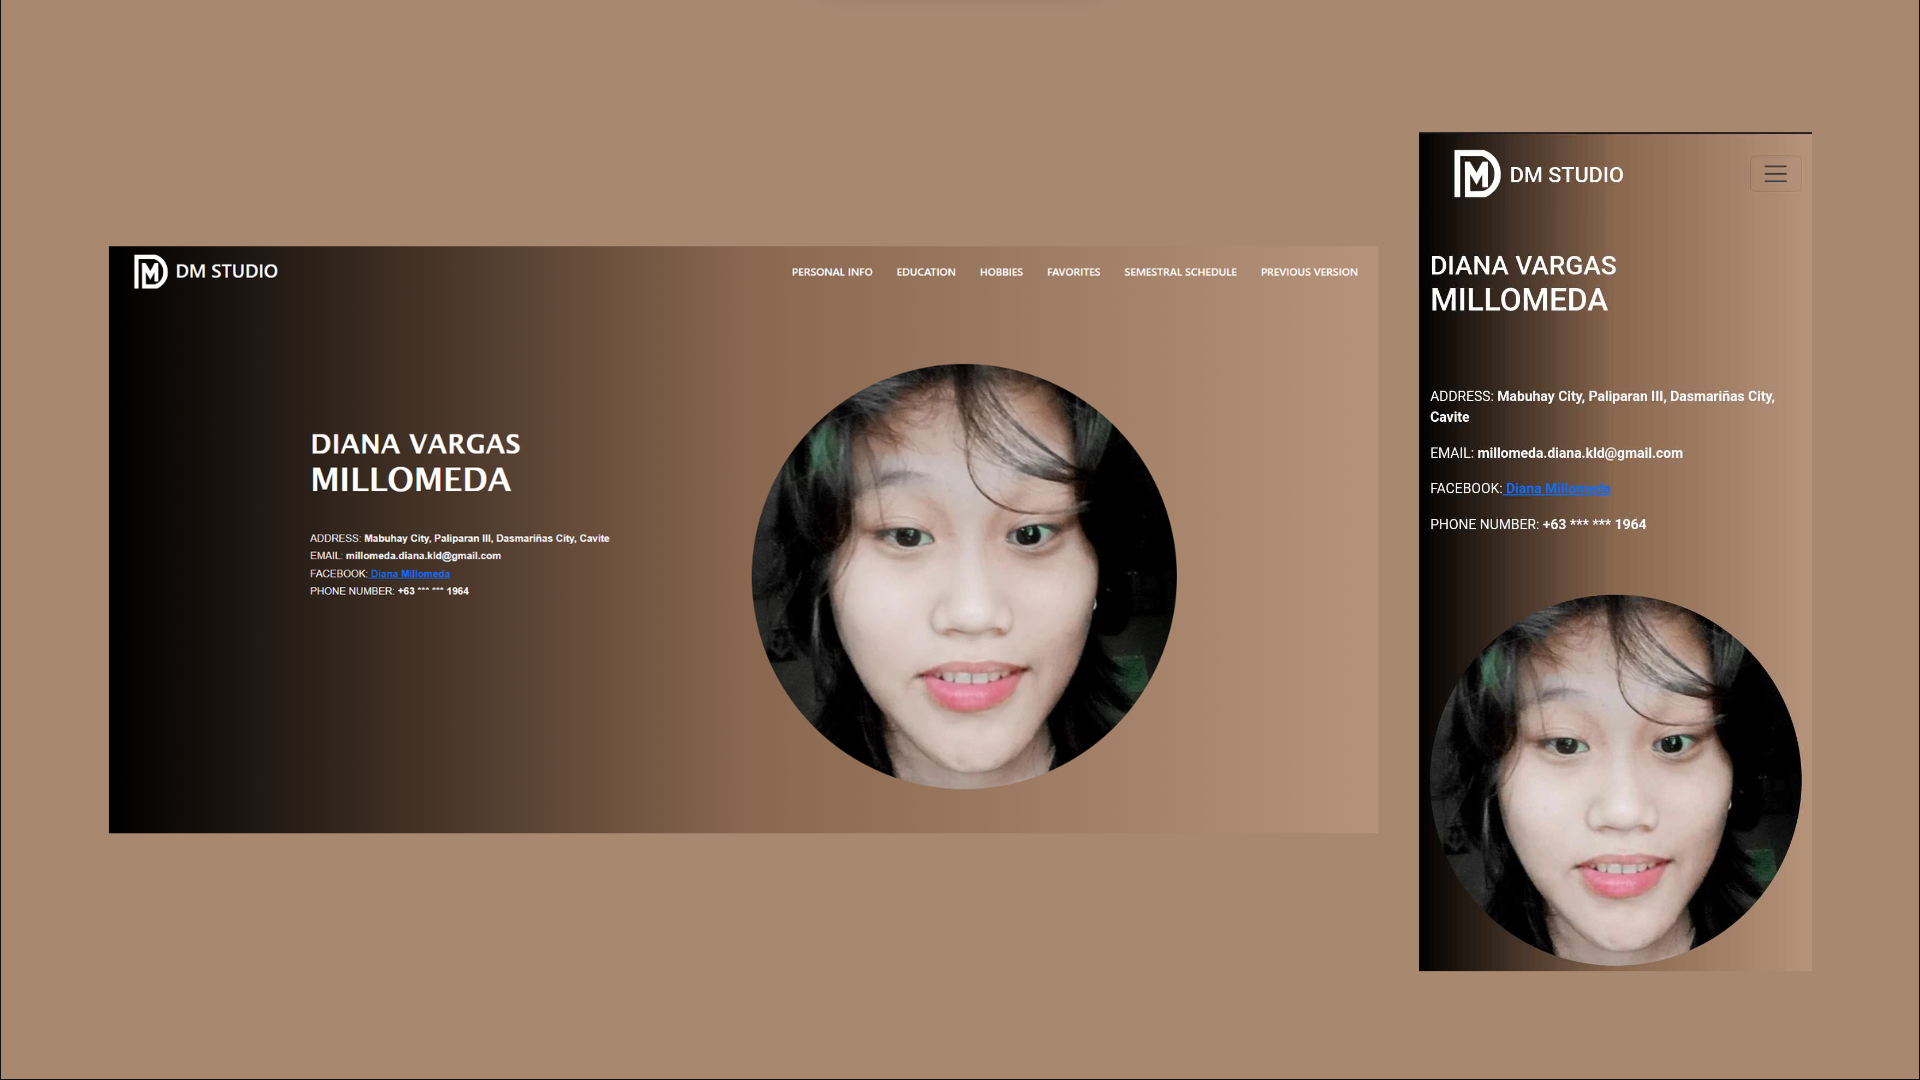 DM STUDIO
PERSONAL INFO EDUCATION HOBBIES FAVORITES SEMESTRAL SCHEDULE PREVIOUS VERSION
DIANA VARGAS
MILLOMEDA
ADDRESS: Mabuhay City, Paliparan III, Dasmariñas City, Cavite
EMAIL: millomeda.diana.kld@gmail.com
FACEBOOK: Diana Millomeda
PHONE NUMBER: +63 *** *** 1964
DM STUDIO
DIANA VARGAS
MILLOMEDA
ADDRESS: Mabuhay City, Paliparan III, Dasmariñas City,
Cavite
EMAIL: millomeda.diana.kld@gmail.com
FACEBOOK: Diana Millomeda
PHONE NUMBER: +63 *** *** 1964